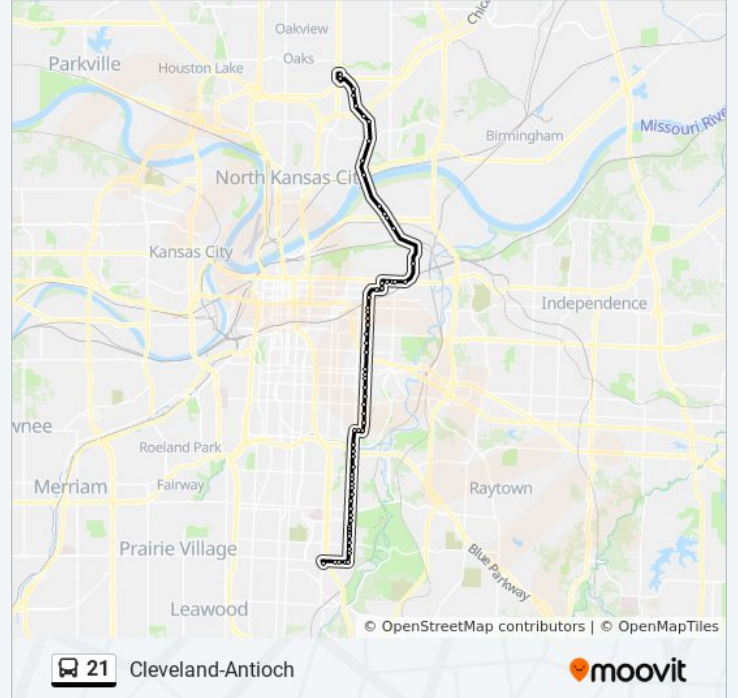 Oakview
Chic
Parkville
Houston Lake
Oaks
Birmingham
Missouri Rive
North Kansas Cit
Kansas City
Independence
wnee
Roeland Park
Merriam
Fairway
Raytown
Prairie Village
Blue Parkway
Leawood
© OpenStreetMap contributors | © OpenMapTiles
21 Cleveland-Antioch
moovit